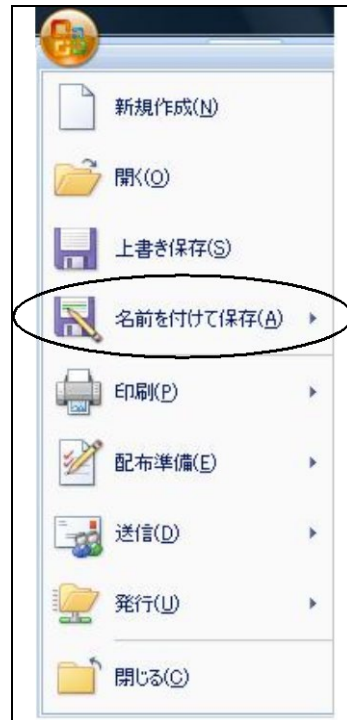 新規作成(N)
開く(O)
上書き保存(S)
名前を付けて保存(A)
印刷(P)
配布準備(E)
送信(D)
発行(U)
閉じる(C)